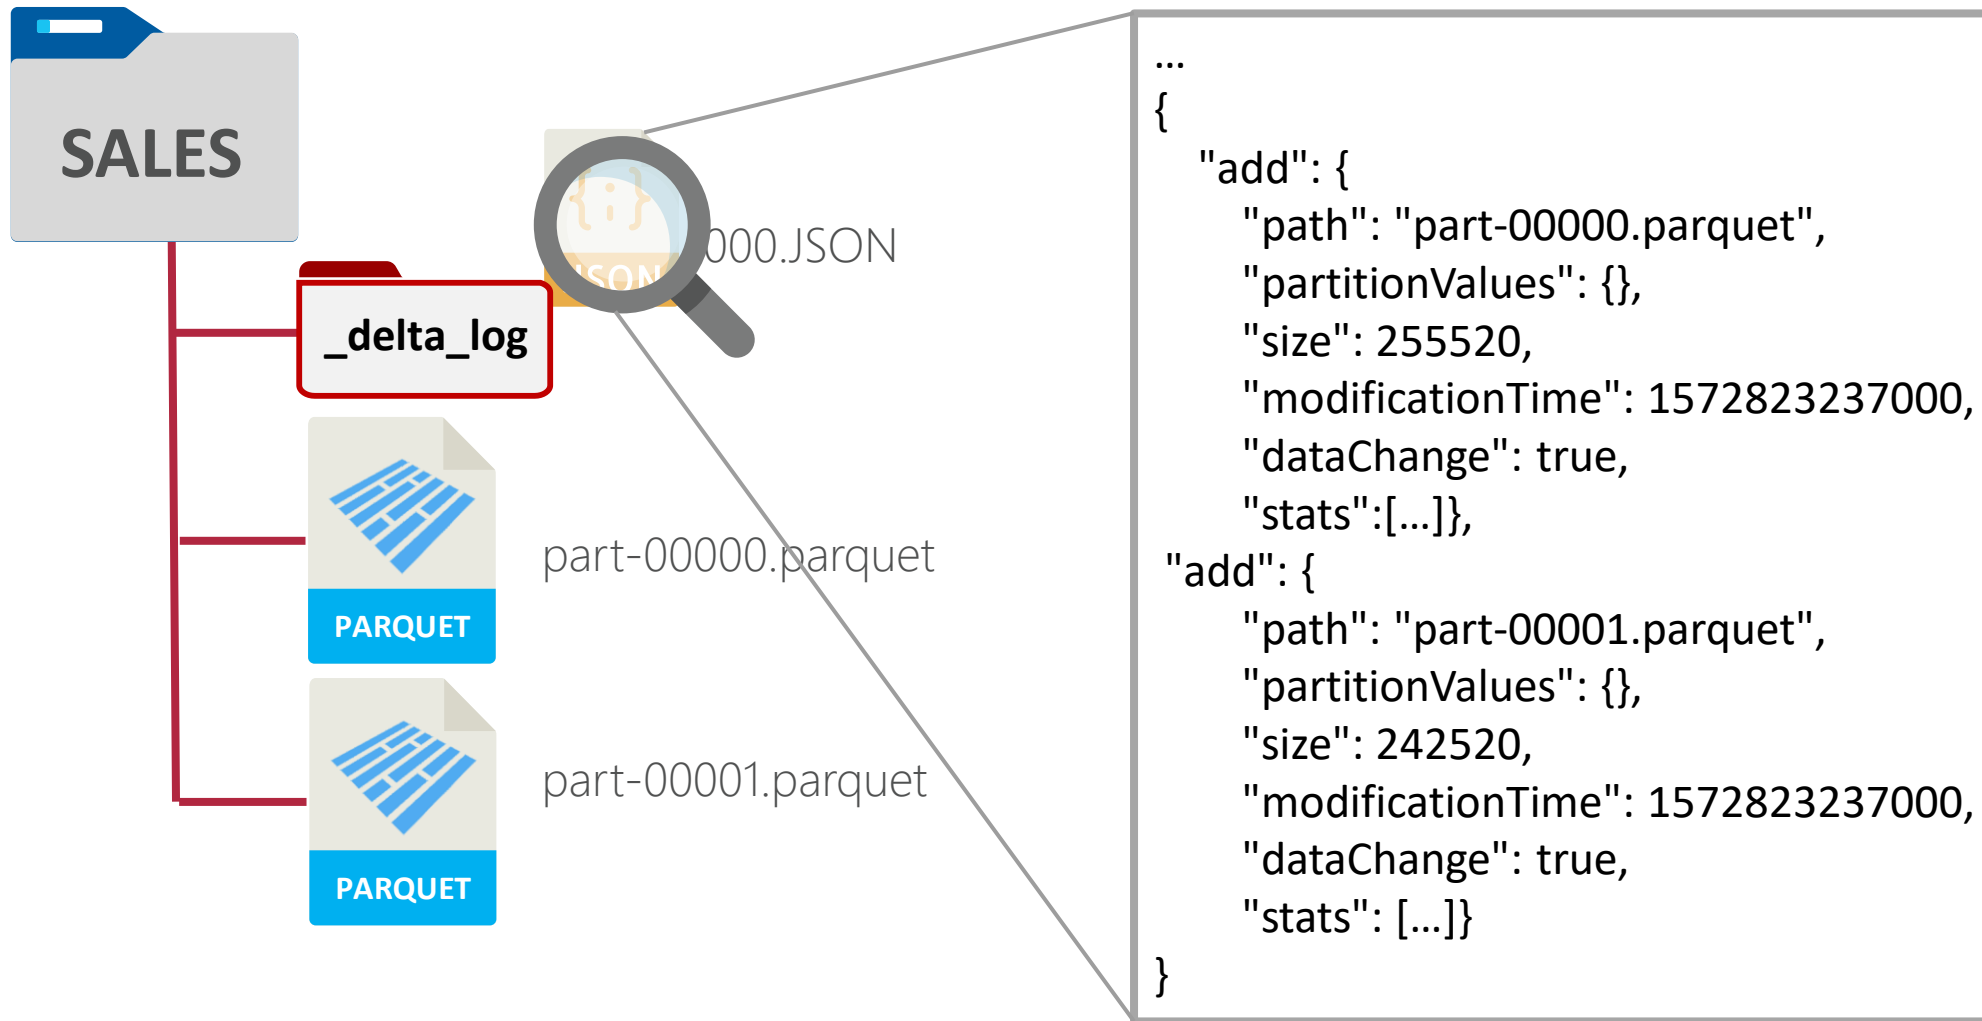 SALES
000.JSON
JSON
_delta_log
part-00000.parquet
PARQUET
part-00001.parquet
PARQUET
...
{
"add": {
"path": "part-00000.parquet",
"partitionValues": {},
"size": 255520,
"modificationTime": 1572823237000,
"dataChange": true,
"stats":[...]},
"add": {
"path": "part-00001.parquet",
"partitionValues": {},
"size": 242520,
"modificationTime": 1572823237000,
"dataChange": true,
"stats": [...]}
}